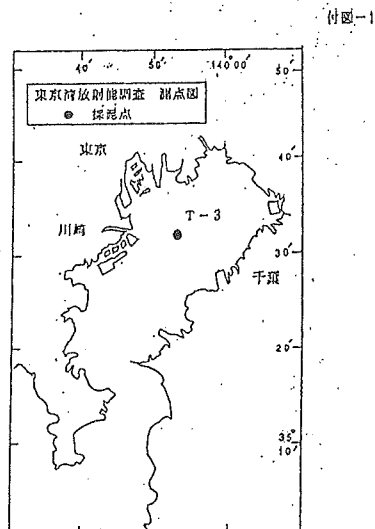 付図-1
40′ 50′ 140°00′ 50′
東京湾放射能調査 測点図
● 採泥点
東京
40′
T-3
川崎
30′
千葉
20′
35°
10′